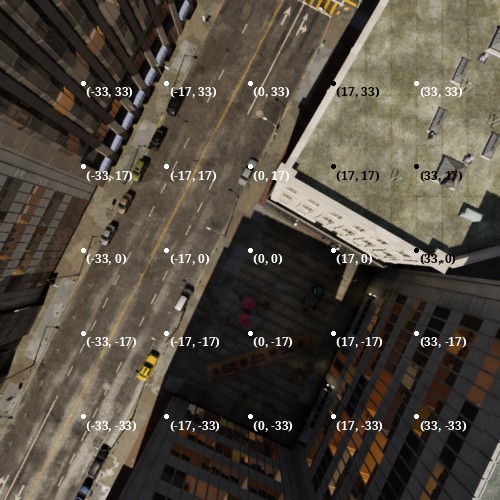 (-33, 33) (-17, 33) (0, 33) (17, 33) (33, 33)
(-33, 17) (-17, 17) (0, 17) (17, 17) (33, 17)
(-33, 0) (-17, 0) (0, 0) (17, 0) (33, 0)
(-33, -17) (-17, -17) (0, -17) (17, -17) (33, -17)
(-33, -33) (-17, -33) (0, -33) (17, -33) (33, -33)